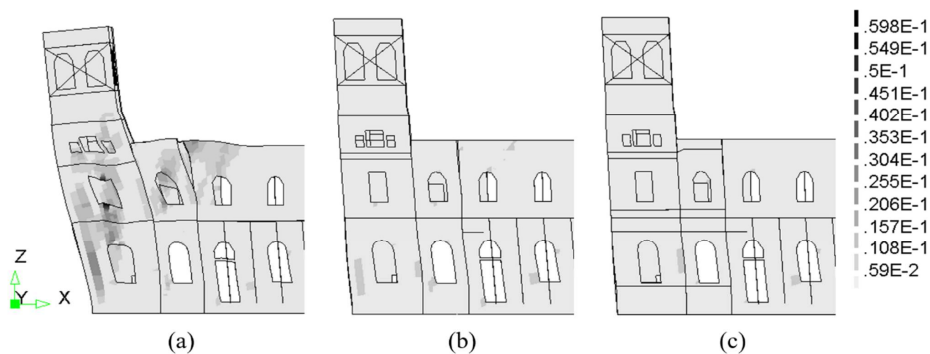 .598E-1
.549E-1
.5E-1
.451E-1
.402E-1
.353E-1
.304E-1
.255E-1
.206E-1
.157E-1
.108E-1
.59E-2
Z
Y
X
(a)
(b)
(c)